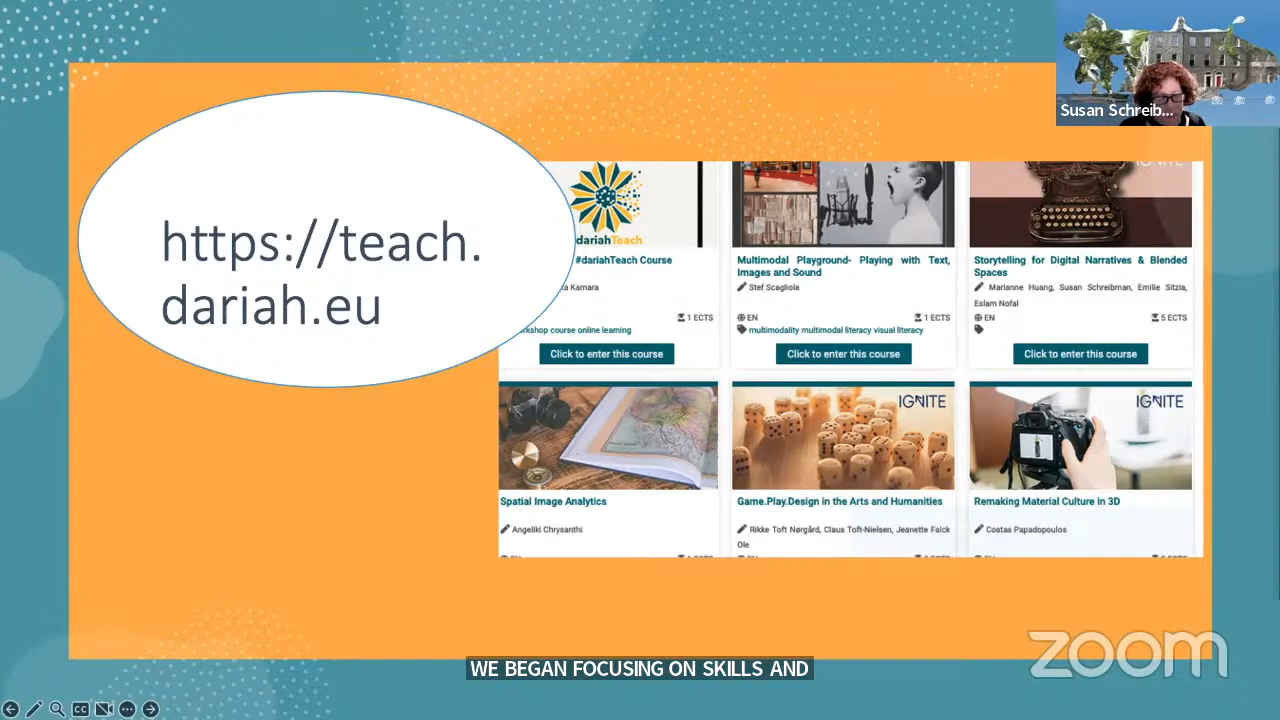 Susan Schreib...
https://teach.
dariah.eu
dariahTeach
IGNITE
#dariahTeach Course
Kamara
1 ECTS
kshop course online learning
Click to enter this course
Multimodal Playground- Playing with Text,
Images and Sound
Stef Scagliola
EN
1 ECTS
multimodality multimodal literacy visual literacy
Click to enter this course
Storytelling for Digital Narratives & Blended
Spaces
Marianne Huang, Susan Schreibman, Emilie Sitzia,
Eslam Nofal
EN
5 ECTS
Click to enter this course
Spatial Image Analytics
Angeliki Chrysanthi
IGNITE
Game.Play.Design in the Arts and Humanities
Rikke Toft Nørgård, Claus Toft-Nielsen, Jeanette Falck
Ole
IGNITE
Remaking Material Culture in 3D
Costas Papadopoulos
WE BEGAN FOCUSING ON SKILLS AND
zoom
CC